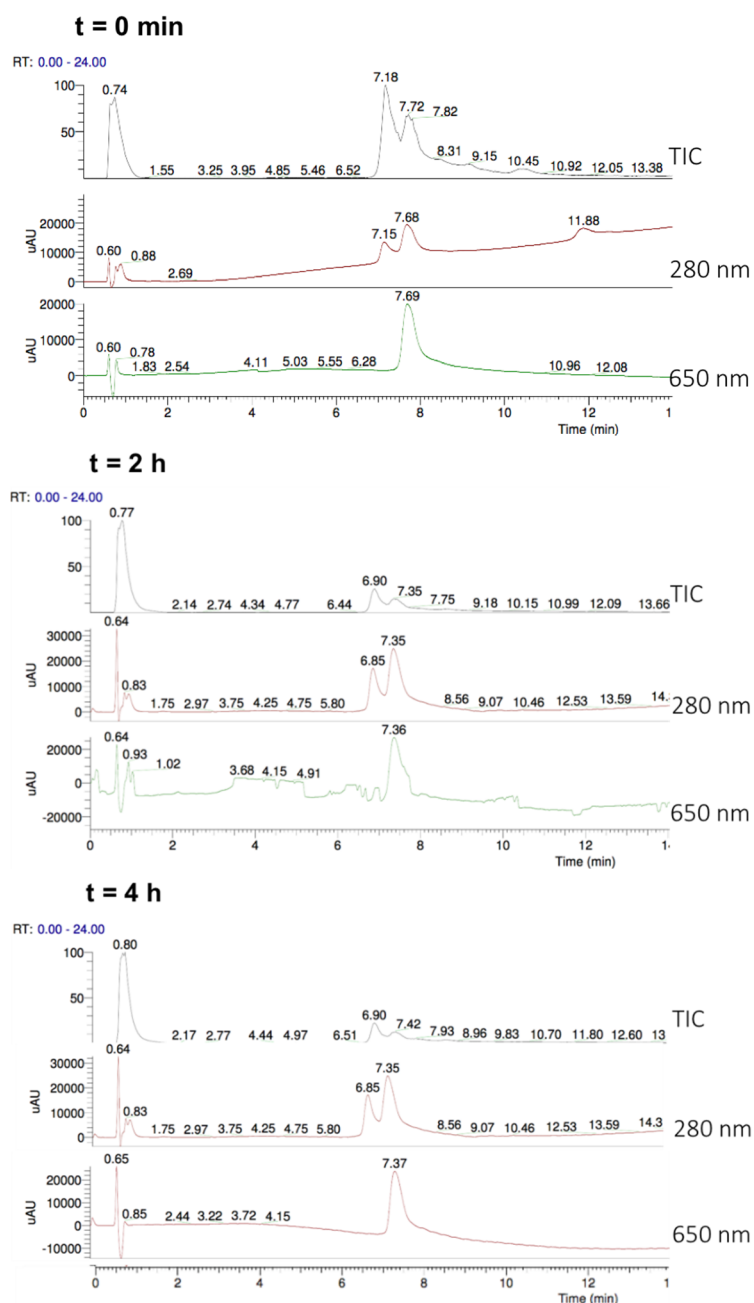 t = 0 min
RT: 0.00 - 24.00
100
50
0.74
1.55 3.25 3.95 4.85 5.46 6.52
7.18
7.72 7.82
8.31 9.15 10.45 10.92 12.05 13.38
TIC
uAU
20000
10000
0
0.60 0.88
2.69
7.15
7.68
11.88
280 nm
uAU
20000
10000
0
0.60 0.78
1.83 2.54 4.11 5.03 5.55 6.28
7.69
10.96 12.08
650 nm
0 2 4 6 8 10 12 1
Time (min)
t = 2 h
RT: 0.00 - 24.00
100
50
0.77
2.14 2.74 4.34 4.77 6.44
6.90
7.35 7.75
9.18 10.15 10.99 12.09 13.66
TIC
uAU
30000
20000
10000
0
0.64
0.83
1.75 2.97 3.75 4.25 4.75 5.80
6.85
7.35
8.56 9.07 10.46 12.53 13.59 14.
280 nm
uAU
20000
0
-20000
0.64
0.93 1.02
3.68 4.15 4.91
7.36
650 nm
0 2 4 6 8 10 12 1
Time (min)
t = 4 h
RT: 0.00 - 24.00
100
50
0.80
2.17 2.77 4.44 4.97 6.51
6.90
7.42 7.93 8.96 9.83 10.70 11.80 12.60 13
TIC
uAU
30000
20000
10000
0
0.64
0.83
1.75 2.97 3.75 4.25 4.75 5.80
6.85
7.35
8.56 9.07 10.46 12.53 13.59 14.3
280 nm
uAU
20000
10000
0
-10000
0.65
0.85
2.44 3.22 3.72 4.15
7.37
650 nm
0 2 4 6 8 10 12 1
Time (min)